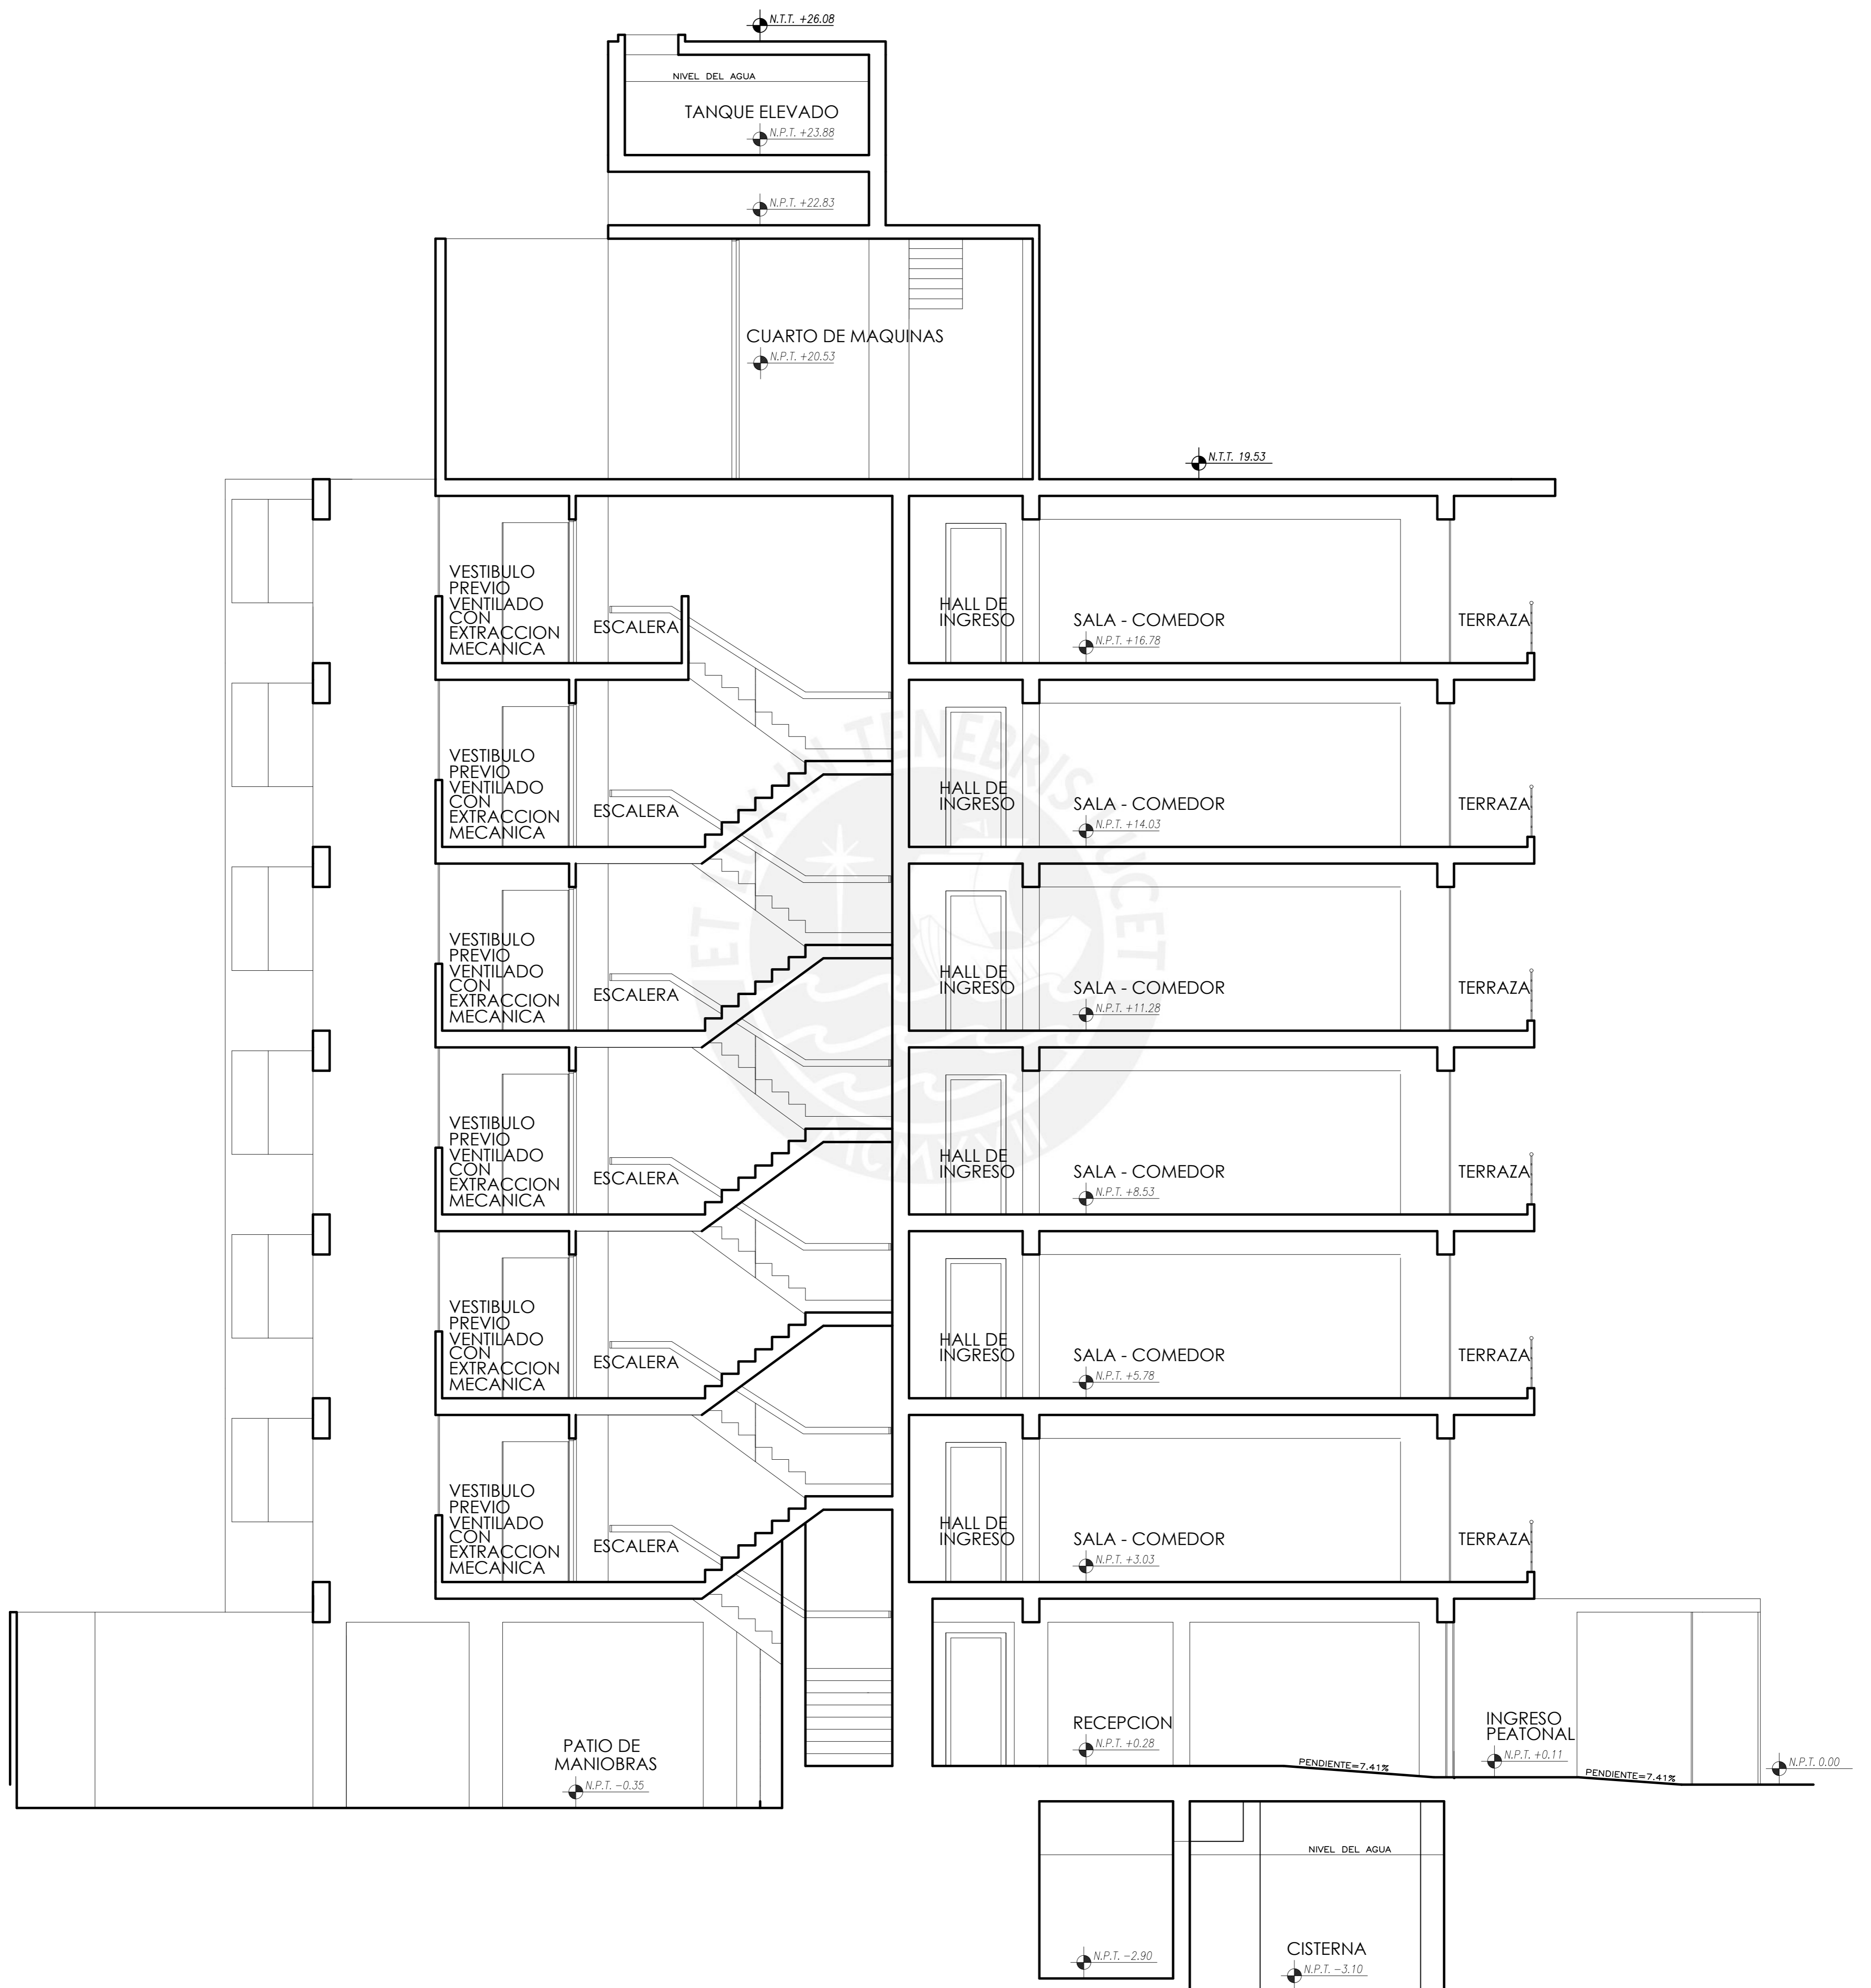 N.T.T. +26.08
NIVEL DEL AGUA
TANQUE ELEVADO
N.P.T. +23.88
N.P.T. +22.83
CUARTO DE MAQUINAS
N.P.T. +20.53
N.T.T. 19.53
VESTIBULO
PREVIO
VENTILADO
CON
EXTRACCION
MECANICA
ESCALERA
HALL DE
INGRESO
SALA - COMEDOR
N.P.T. +16.78
TERRAZA
VESTIBULO
PREVIO
VENTILADO
CON
EXTRACCION
MECANICA
ESCALERA
HALL DE
INGRESO
SALA - COMEDOR
N.P.T. +14.03
TERRAZA
VESTIBULO
PREVIO
VENTILADO
CON
EXTRACCION
MECANICA
ESCALERA
HALL DE
INGRESO
SALA - COMEDOR
N.P.T. +11.28
TERRAZA
VESTIBULO
PREVIO
VENTILADO
CON
EXTRACCION
MECANICA
ESCALERA
HALL DE
INGRESO
SALA - COMEDOR
N.P.T. +8.53
TERRAZA
VESTIBULO
PREVIO
VENTILADO
CON
EXTRACCION
MECANICA
ESCALERA
HALL DE
INGRESO
SALA - COMEDOR
N.P.T. +5.78
TERRAZA
VESTIBULO
PREVIO
VENTILADO
CON
EXTRACCION
MECANICA
ESCALERA
HALL DE
INGRESO
SALA - COMEDOR
N.P.T. +3.03
TERRAZA
PATIO DE
MANIOBRAS
N.P.T. -0.35
RECEPCION
N.P.T. +0.28
PENDIENTE=7.41%
INGRESO
PEATONAL
N.P.T. +0.11
PENDIENTE=7.41%
N.P.T. 0.00
NIVEL DEL AGUA
N.P.T. -2.90
CISTERNA
N.P.T. -3.10
ET LUX IN TENEBRIS LUCET
MCMXVII